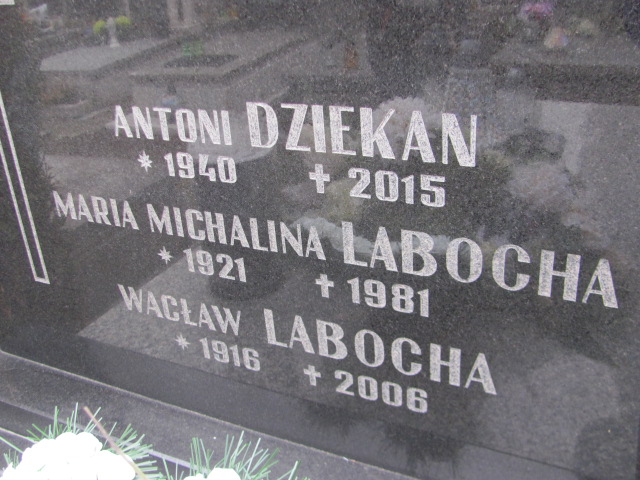 ANTONI DZIEKAN
* 1940 ✝ 2015
MARIA MICHALINA LABOCHA
* 1921 ✝ 1981
WACŁAW LABOCHA
* 1916 ✝ 2006